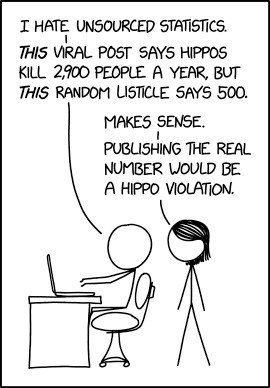 I HATE UNSOURCED STATISTICS.
THIS VIRAL POST SAYS HIPPOS
KILL 2,900 PEOPLE A YEAR, BUT
THIS RANDOM LISTICLE SAYS 500.
MAKES SENSE.
PUBLISHING THE REAL
NUMBER WOULD BE
A HIPPO VIOLATION.